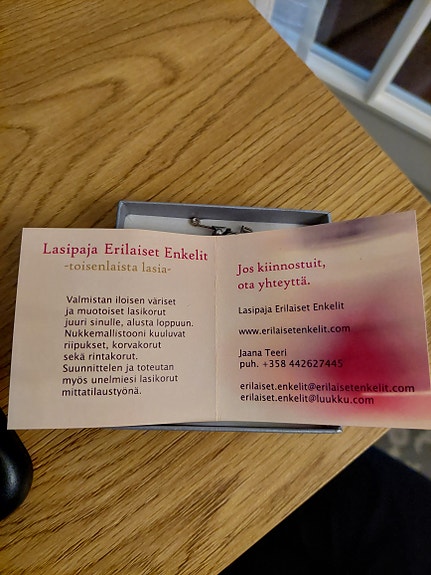 Lasipaja Erilaiset Enkelit
-toisenlaista lasia-
Valmistan iloisen väriset
ja muotoiset lasikorut
juuri sinulle, alusta loppuun.
Nukkemallistooni kuuluvat
riipukset, korvakorut
sekä rintakorut.
Suunnittelen ja toteutan
myös unelmiesi lasikorut
mittatilaustyönä.
Jos kiinnostuit,
ota yhteyttä.
Lasipaja Erilaiset Enkelit
www.erilaisetenkelit.com
Jaana Teeri
puh. +358 442627445
erilaiset.enkelit@erilaisetenkelit.com
erilaiset.enkelit@luukku.com